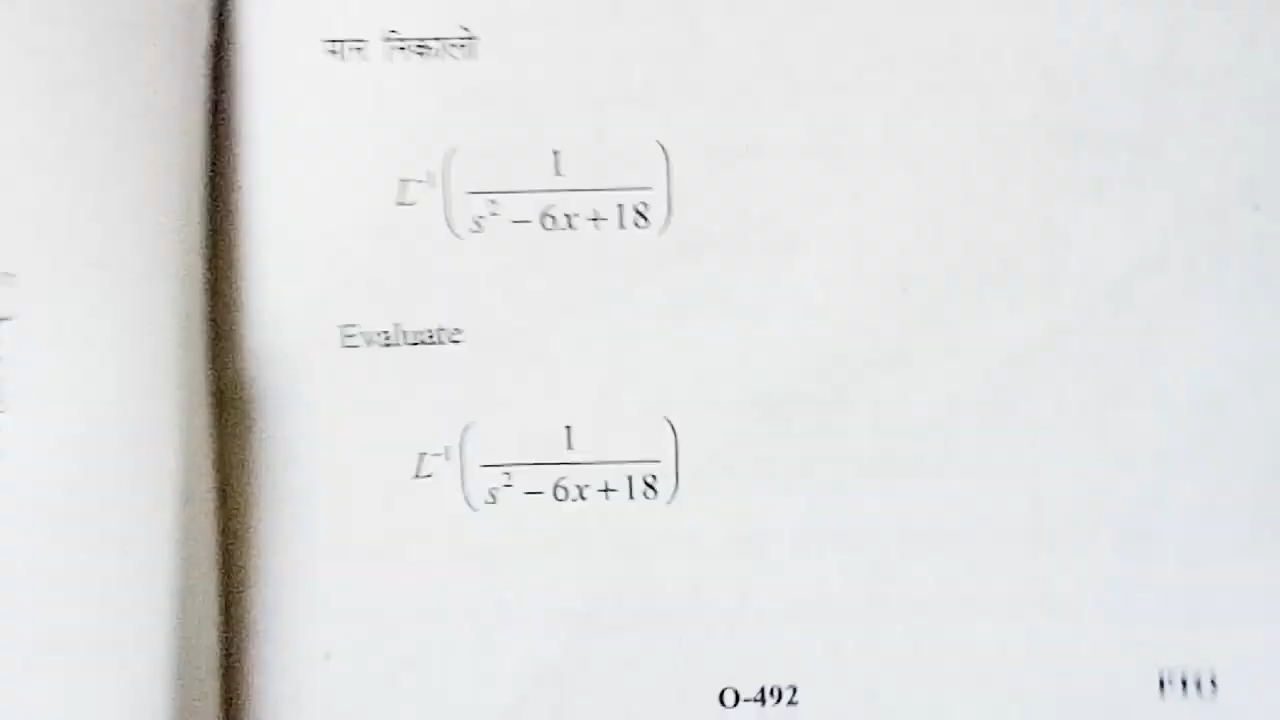 मान निकालो
L⁻¹(1/(s² − 6x + 18))
Evaluate
L⁻¹(1/(s² − 6x + 18))
O-492